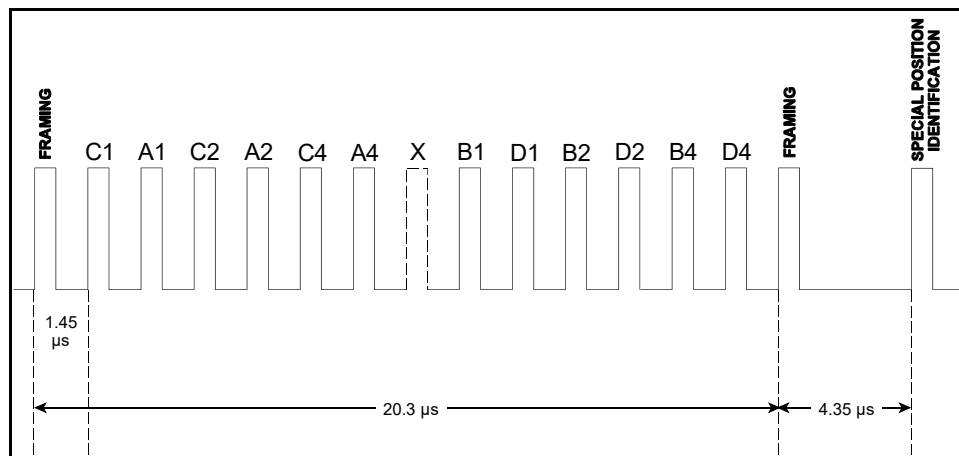 FRAMING
C1 A1 C2 A2 C4 A4 X B1 D1 B2 D2 B4 D4
FRAMING
SPECIAL POSITION
IDENTIFICATION
1.45
µs
20.3 µs
4.35 µs